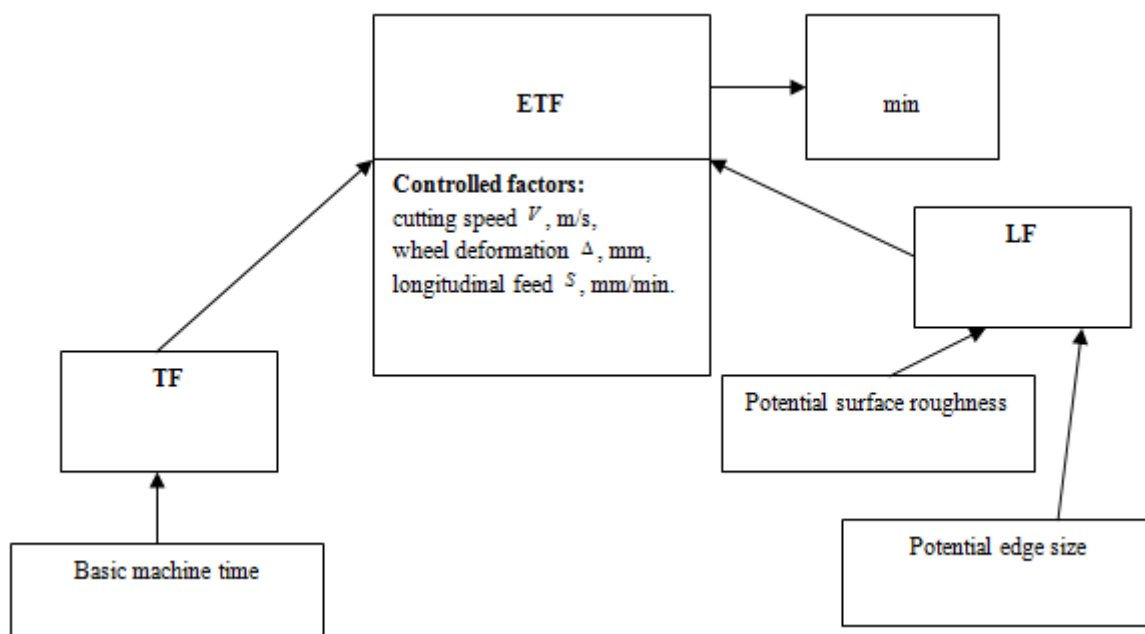 ETF
min
Controlled factors:
cutting speed V, m/s,
wheel deformation Δ, mm,
longitudinal feed S, mm/min.
LF
TF
Potential surface roughness
Potential edge size
Basic machine time